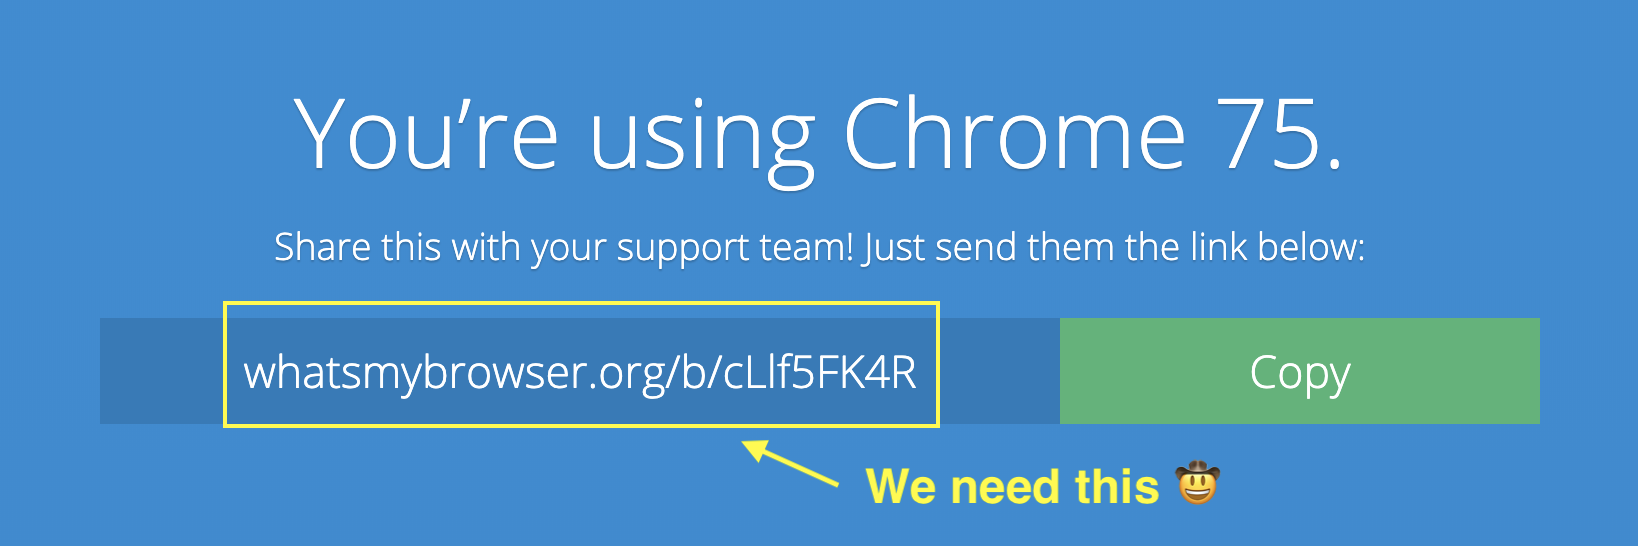 You’re using Chrome 75.
Share this with your support team! Just send them the link below:
whatsmybrowser.org/b/cLlf5FK4R
Copy
We need this 🤠